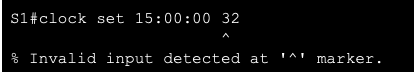 S1#clock set 15:00:00 32
^
% Invalid input detected at '^' marker.